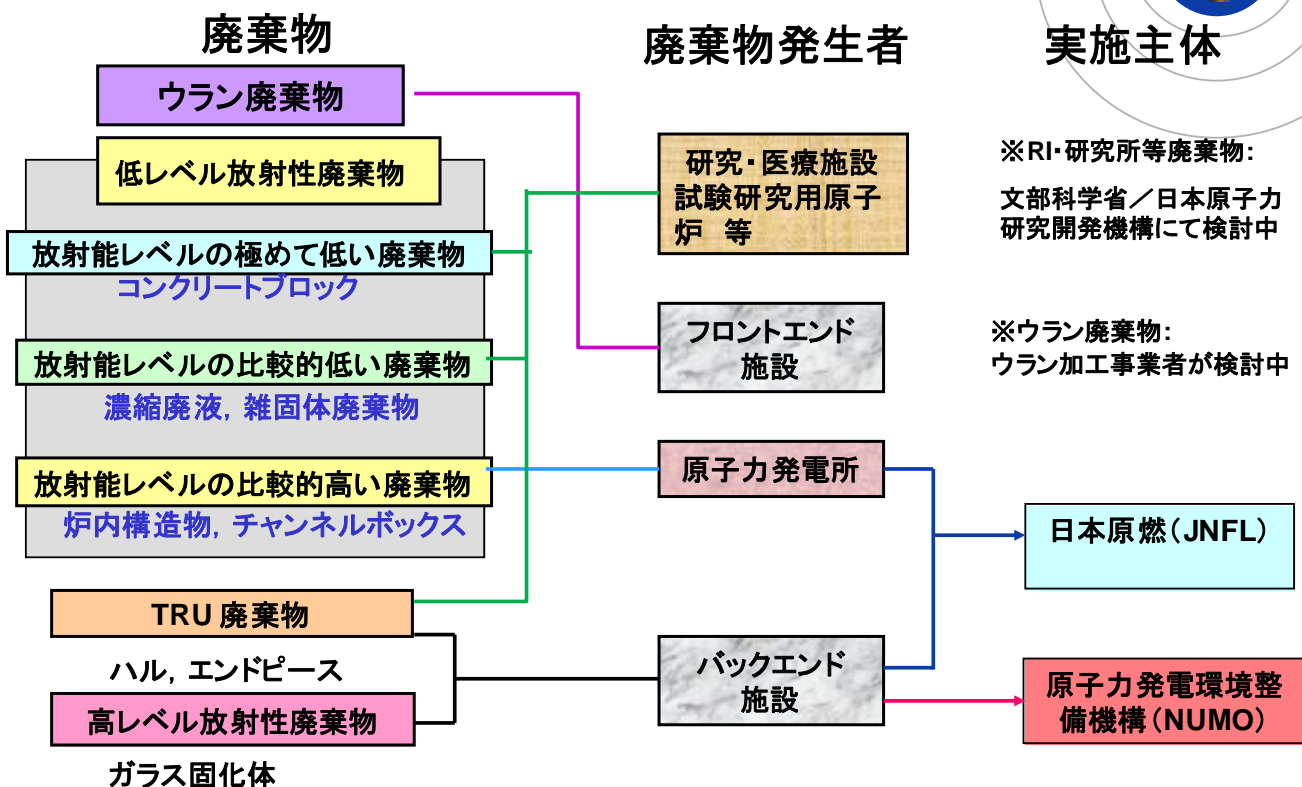 廃棄物
廃棄物発生者
実施主体
ウラン廃棄物
低レベル放射性廃棄物
放射能レベルの極めて低い廃棄物
コンクリートブロック
放射能レベルの比較的低い廃棄物
濃縮廃液, 雑固体廃棄物
放射能レベルの比較的高い廃棄物
炉内構造物, チャンネルボックス
TRU 廃棄物
ハル, エンドピース
高レベル放射性廃棄物
ガラス固化体
研究・医療施設
試験研究用原子
炉 等
フロントエンド
施設
原子力発電所
バックエンド
施設
※RI・研究所等廃棄物:
文部科学省／日本原子力
研究開発機構にて検討中
※ウラン廃棄物:
ウラン加工事業者が検討中
日本原燃(JNFL)
原子力発電環境整
備機構(NUMO)